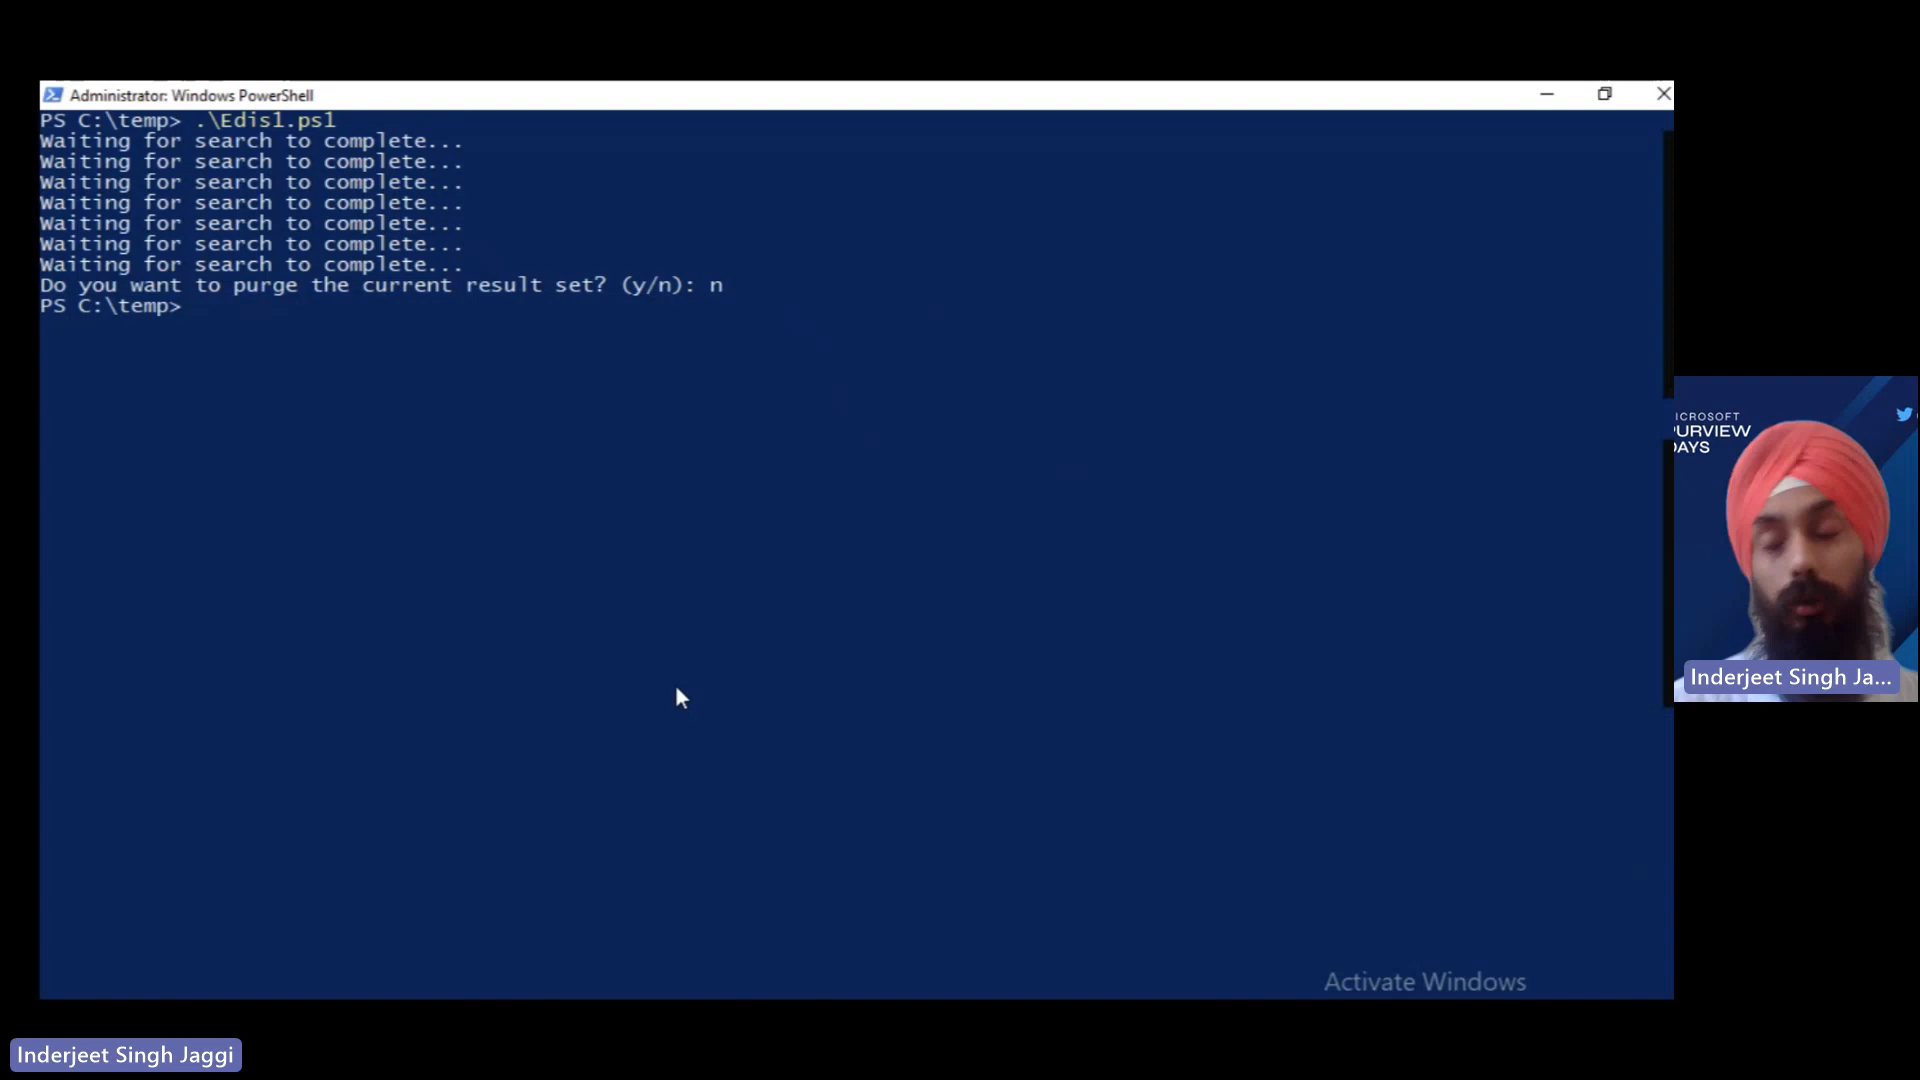 Administrator: Windows PowerShell
PS C:\temp> .\Edis1.ps1
Waiting for search to complete...
Waiting for search to complete...
Waiting for search to complete...
Waiting for search to complete...
Waiting for search to complete...
Waiting for search to complete...
Waiting for search to complete...
Do you want to purge the current result set? (y/n): n
PS C:\temp>
ICROSOFT
URVIEW
DAYS
Inderjeet Singh Ja...
Activate Windows
Inderjeet Singh Jaggi